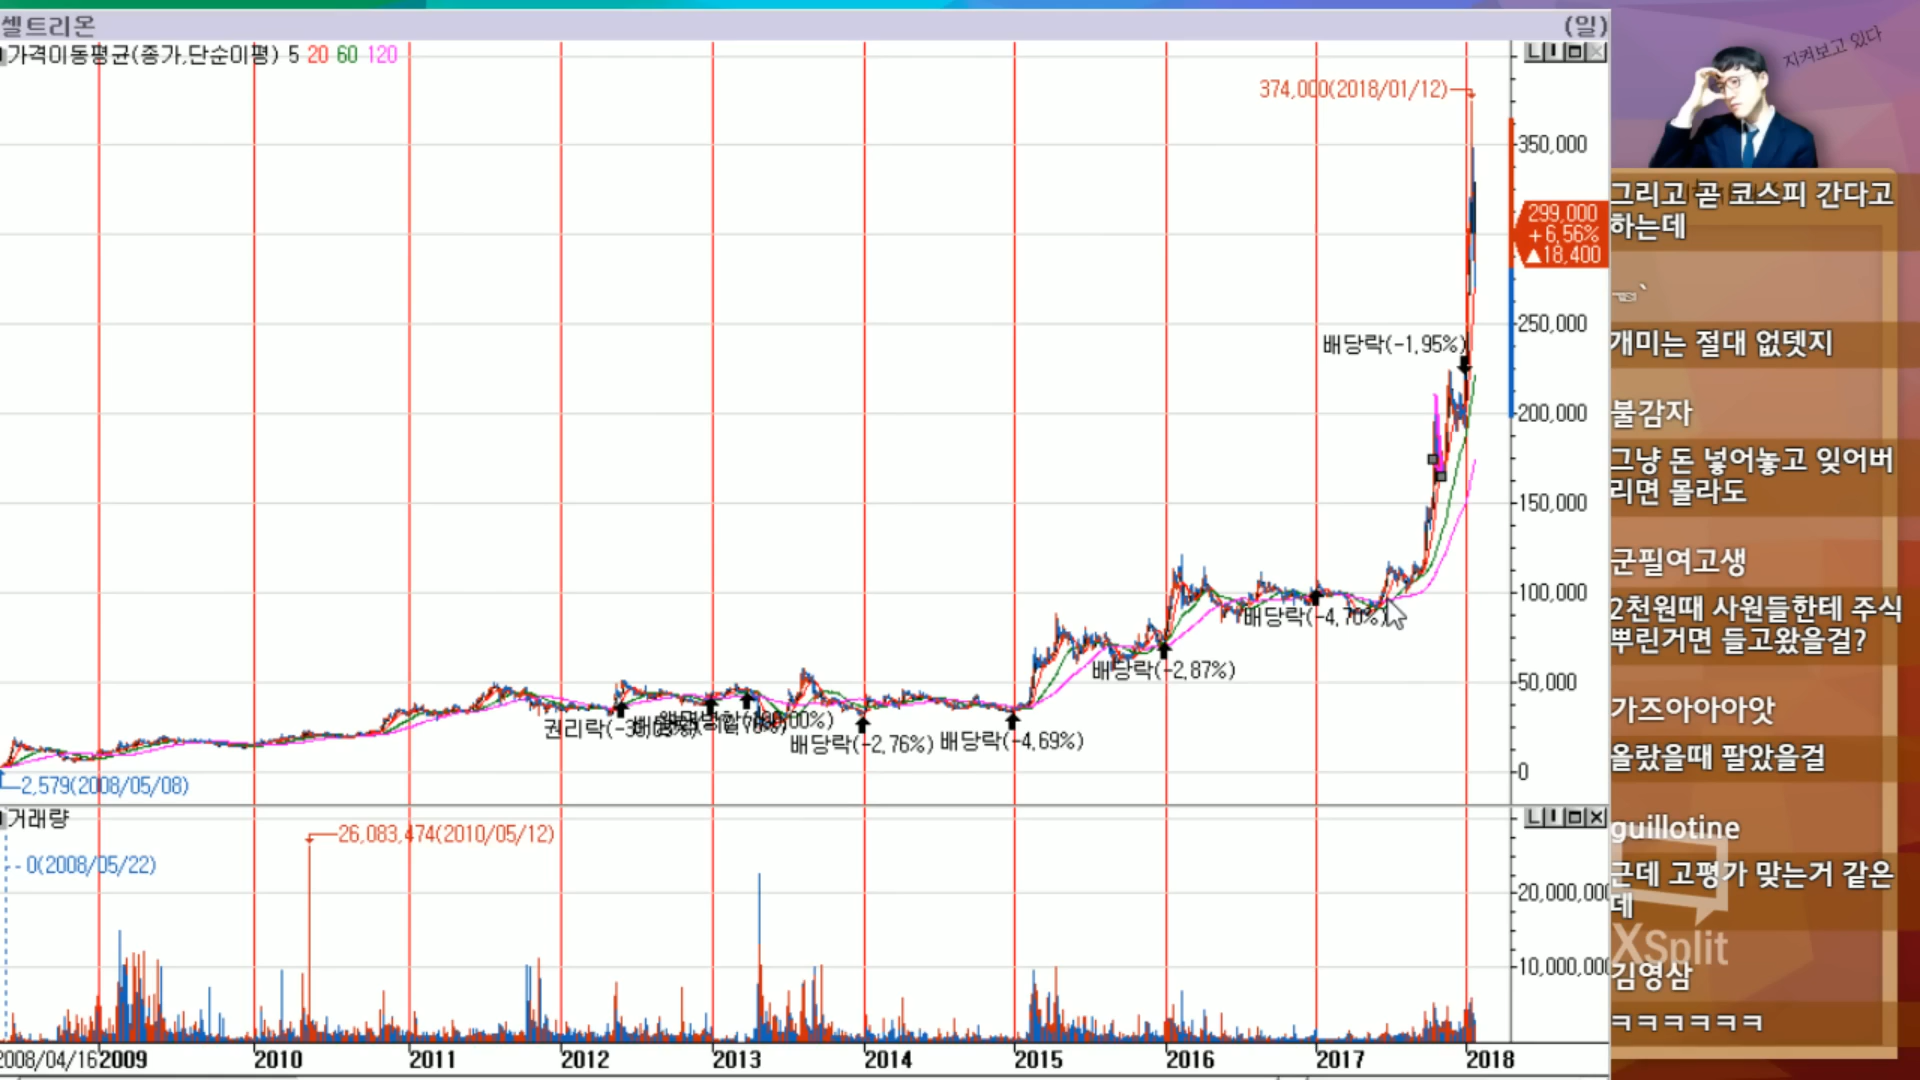 셀트리온
(일)
가격이동평균(종가,단순이평) 5 20 60 120
374,000(2018/01/12)
350,000
299,000
+6,56%
▲18,400
250,000
배당락(-1,95%)
200,000
150,000
100,000
배당락(-4,70%)
배당락(-2,87%)
50,000
권리락(
배당락(-2,76%)
배당락(-4,69%)
0
2,579(2008/05/08)
거래량
26,083,474(2010/05/12)
0(2008/05/22)
20,000,000
10,000,000
2008/04/16
2009
2010
2011
2012
2013
2014
2015
2016
2017
2018
지켜보고 있다
그리고 곧 코스피 간다고
하는데
개미는 절대 없뎃지
불감자
그냥 돈 넣어놓고 잊어버
리면 몰라도
군필여고생
2천원때 사원들한테 주식
뿌린거면 들고왔을걸?
가즈아아아앗
올랐을때 팔았을걸
guillotine
근데 고평가 맞는거 같은
데
XSplit
김영삼
ㅋㅋㅋㅋㅋㅋ